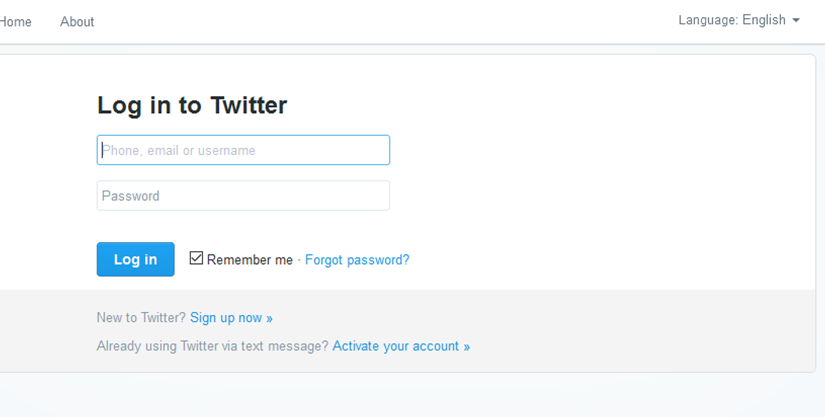 Home About Language: English
Log in to Twitter
Phone, email or username
Password
Log in Remember me · Forgot password?
New to Twitter? Sign up now »
Already using Twitter via text message? Activate your account »